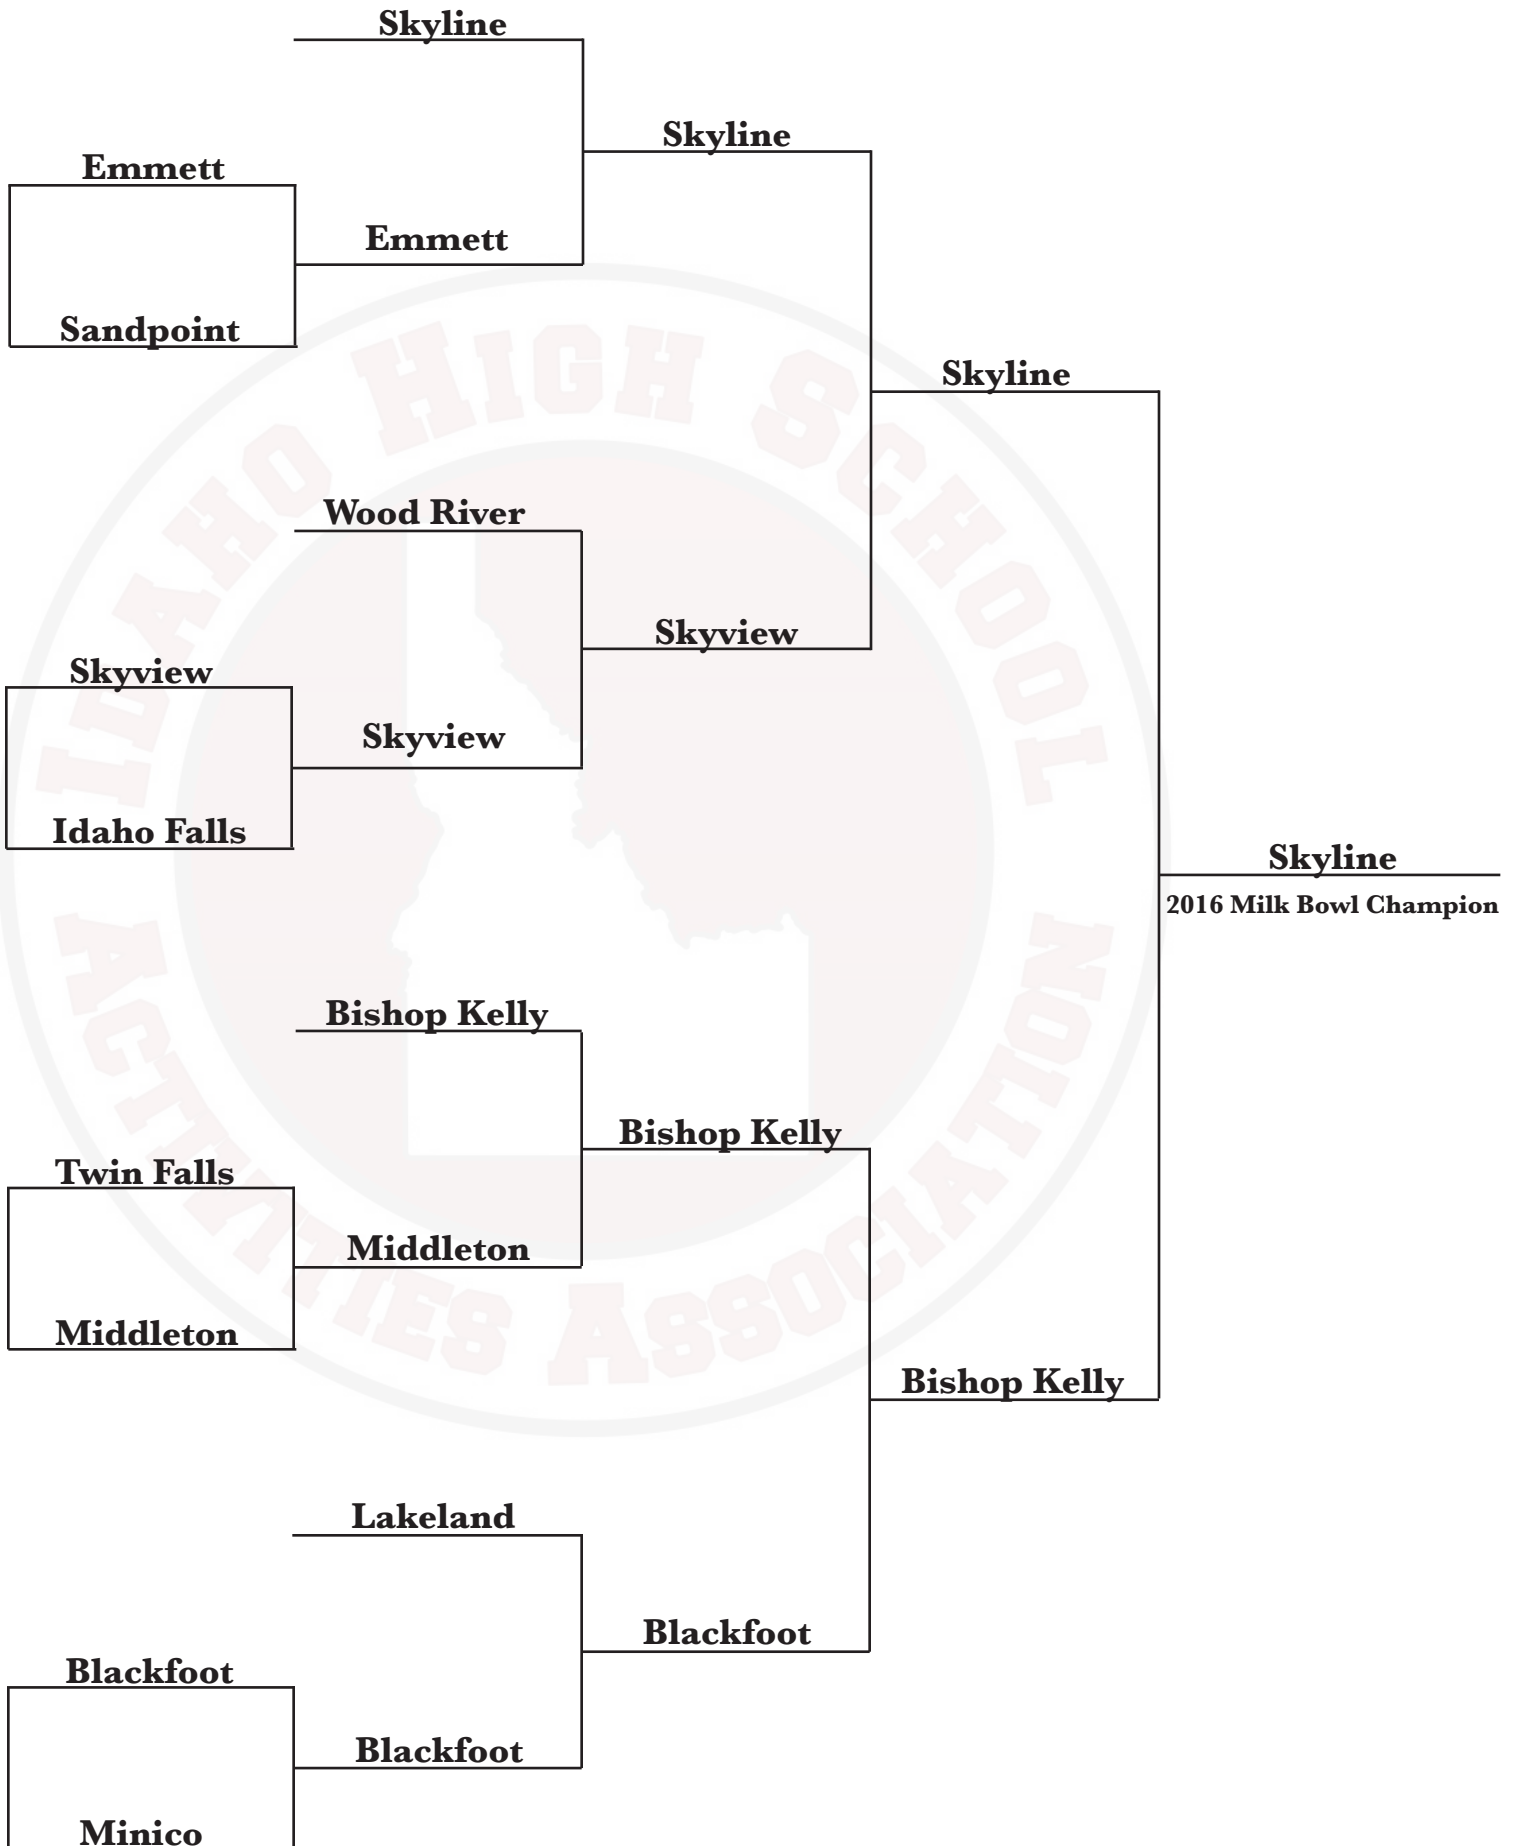 Skyline
Skyline
Emmett
Emmett
Sandpoint
Skyline
Wood River
Skyview
Skyview
Skyview
Idaho Falls
Skyline
2016 Milk Bowl Champion
Bishop Kelly
Bishop Kelly
Twin Falls
Middleton
Middleton
Bishop Kelly
Lakeland
Blackfoot
Blackfoot
Blackfoot
Minico
IDAHO HIGH SCHOOL
ACTIVITIES ASSOCIATION